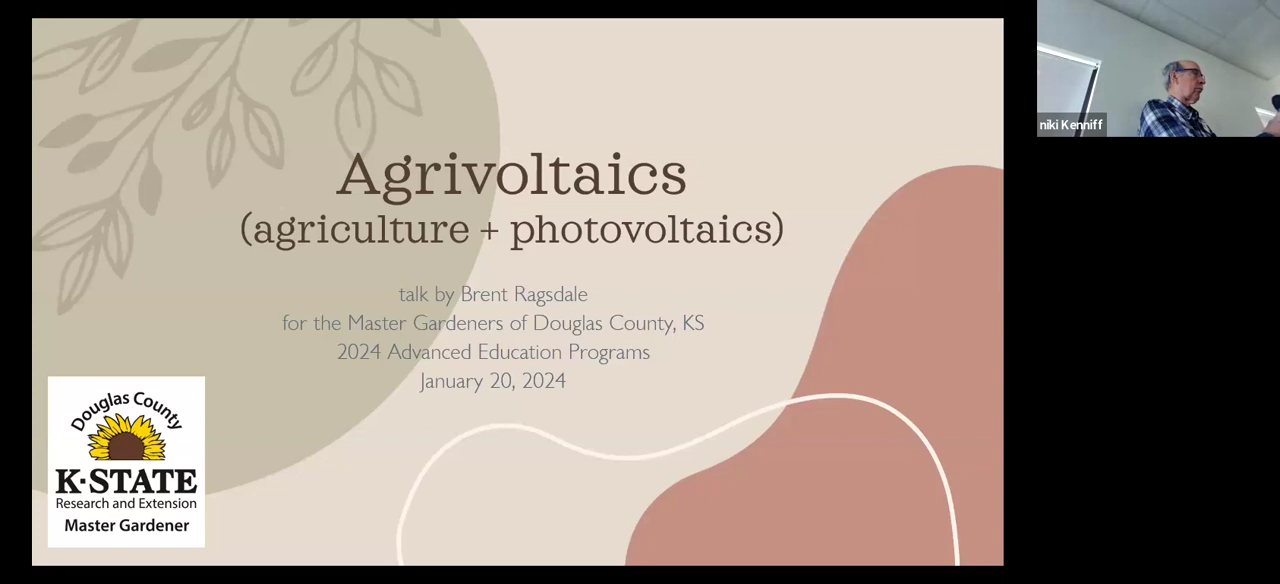 Agrivoltaics
(agriculture + photovoltaics)
talk by Brent Ragsdale
for the Master Gardeners of Douglas County, KS
2024 Advanced Education Programs
January 20, 2024
Douglas County
K-STATE
Research and Extension
Master Gardener
niki Kenniff